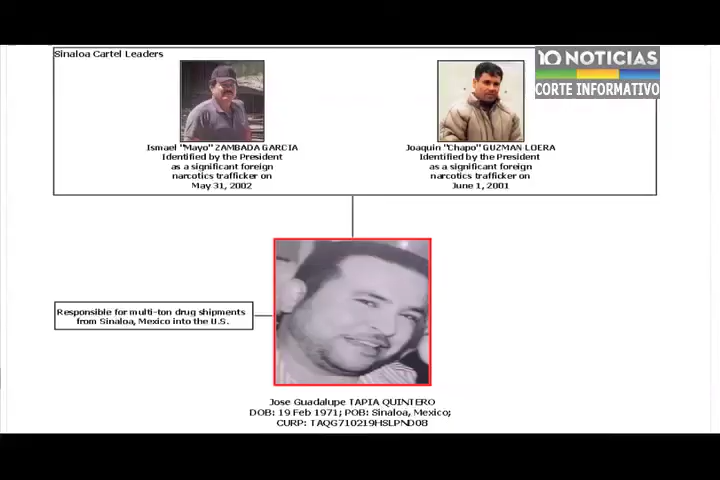 Sinaloa Cartel Leaders
10 NOTICIAS
CORTE INFORMATIVO
Ismael "Mayo" ZAMBADA GARCIA
Identified by the President
as a significant foreign
narcotics trafficker on
May 31, 2002
Joaquin "Chapo" GUZMAN LOERA
Identified by the President
as a significant foreign
narcotics trafficker on
June 1, 2001
Responsible for multi-ton drug shipments
from Sinaloa, Mexico into the U.S.
Jose Guadalupe TAPIA QUINTERO
DOB: 19 Feb 1971; POB: Sinaloa, Mexico;
CURP: TAQG710219HSLPND08